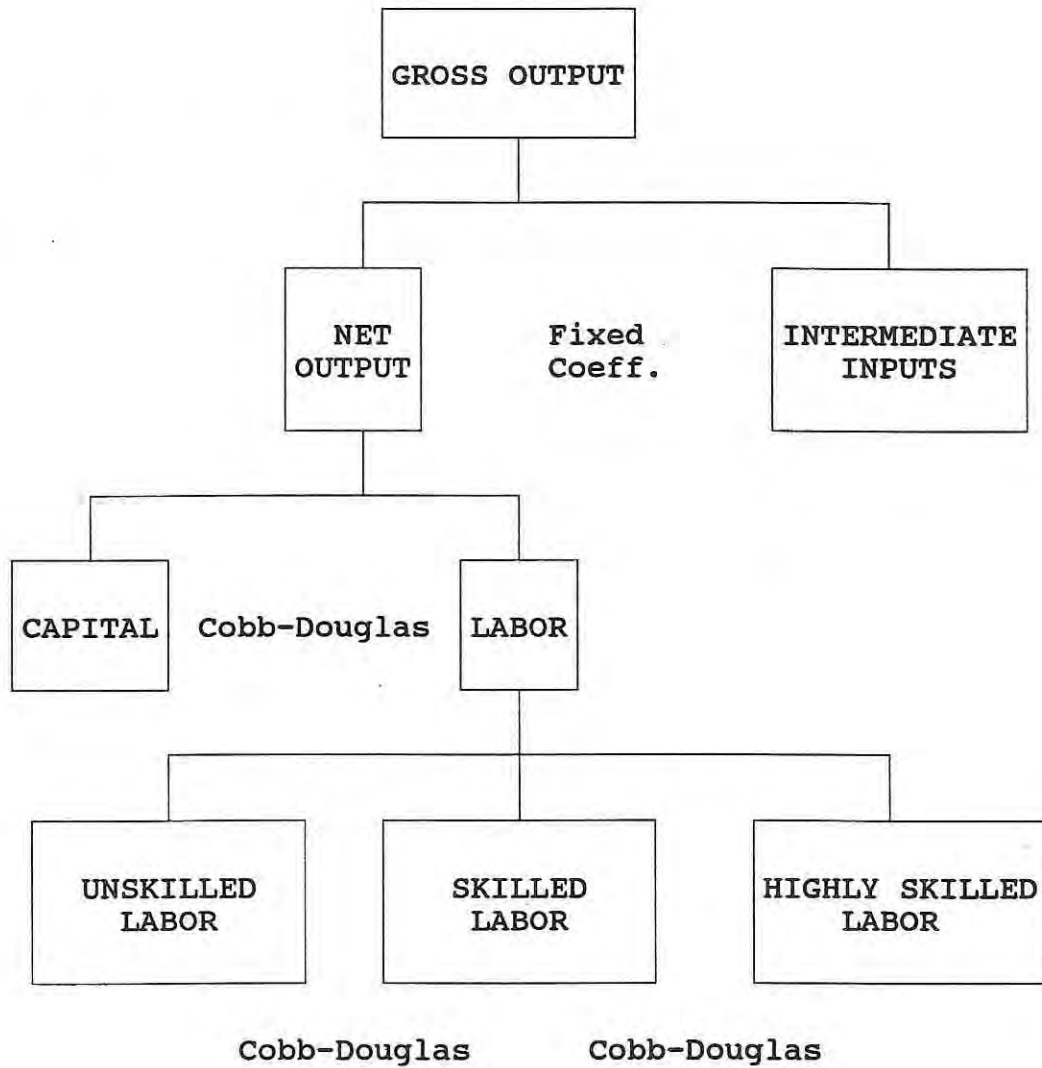 GROSS OUTPUT
NET
OUTPUT
Fixed
Coeff.
INTERMEDIATE
INPUTS
CAPITAL
Cobb-Douglas
LABOR
UNSKILLED
LABOR
SKILLED
LABOR
HIGHLY SKILLED
LABOR
Cobb-Douglas
Cobb-Douglas